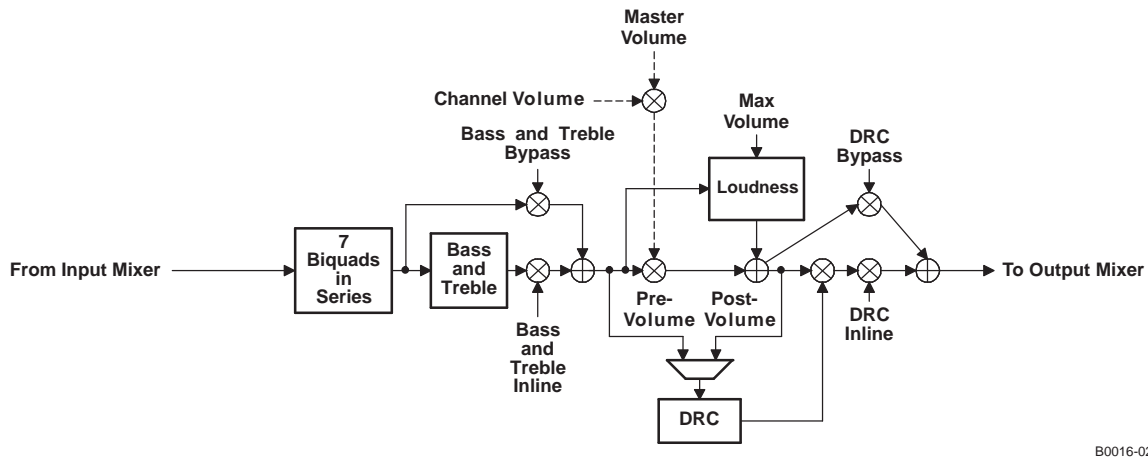 Master
Volume
Channel Volume
Max
Volume
Bass and Treble
Bypass
DRC
Bypass
Loudness
7
Biquads
in
Series
Bass
and
Treble
From Input Mixer
To Output Mixer
Pre-
Volume
Post-
Volume
DRC
Inline
Bass
and
Treble
Inline
DRC
B0016-02